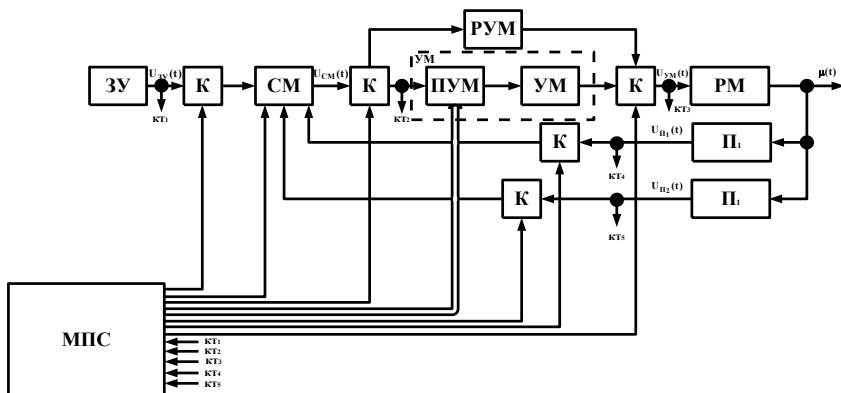 РУМ
УМ
ЗУ
U ЗУ (t)
К
СМ
U СМ (t)
К
ПУМ
УМ
К
U УМ (t)
РМ
μ(t)
КТ1
КТ2
КТ3
К
U П1 (t)
П1
КТ4
К
U П2 (t)
П1
КТ5
МПС
КТ1
КТ2
КТ3
КТ4
КТ5